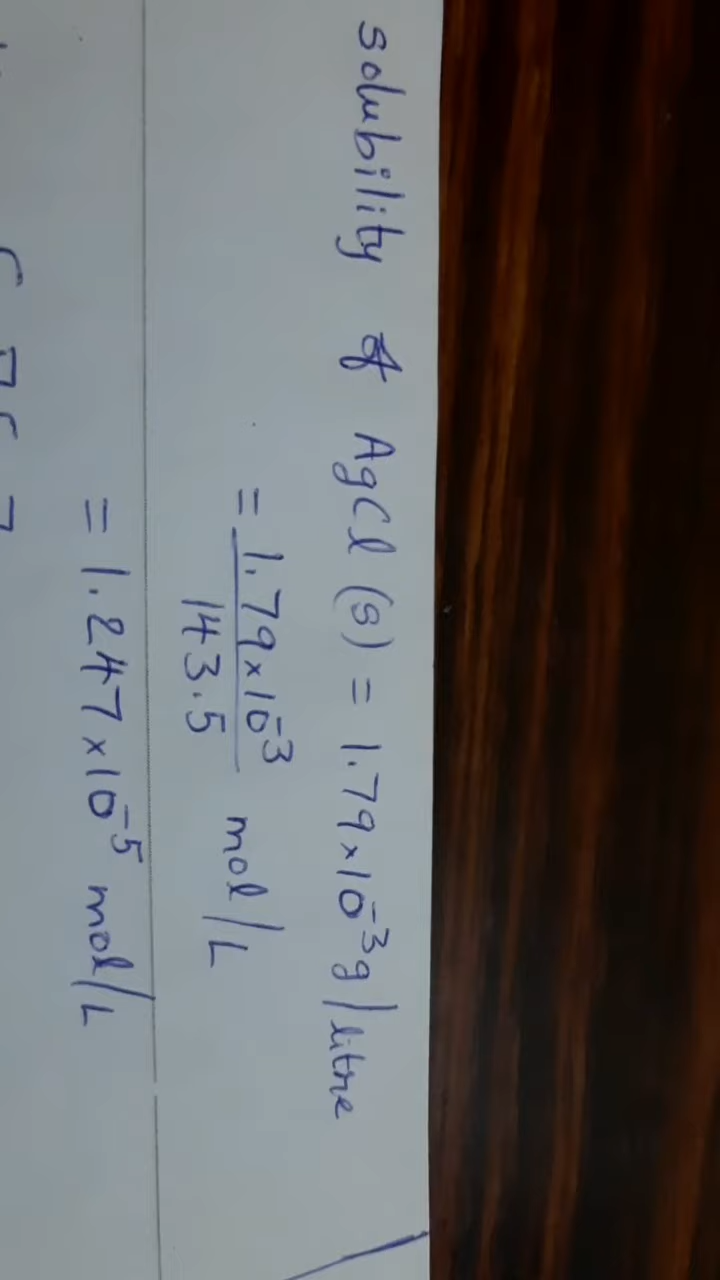 solubility of AgCl (s) = 1.79×10⁻³g/litre
= 1.79×10⁻³
143.5 mol/L
= 1.247×10⁻⁵ mol/L